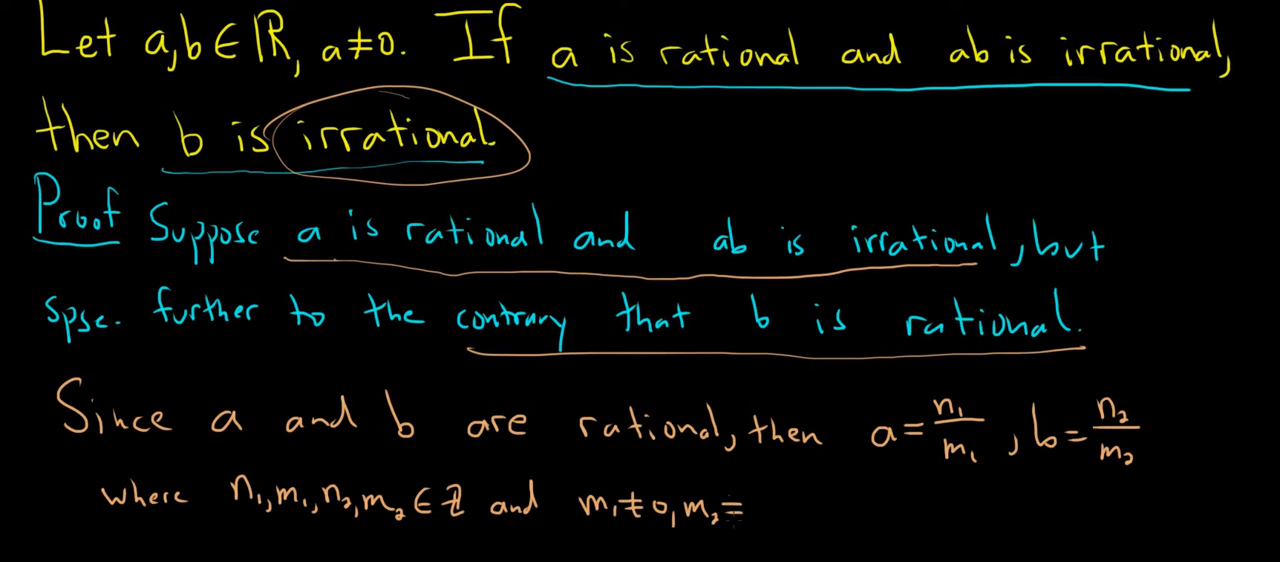 Let a,b ∈ ℝ, a≠0. If a is rational and ab is irrational,
then b is irrational.
Proof Suppose a is rational and ab is irrational, but
spse. further to the contrary that b is rational.
Since a and b are rational, then a = n₁/m₁, b = n₂/m₂
where n₁, m₁, n₂, m₂ ∈ ℤ and m₁≠0, m₂=